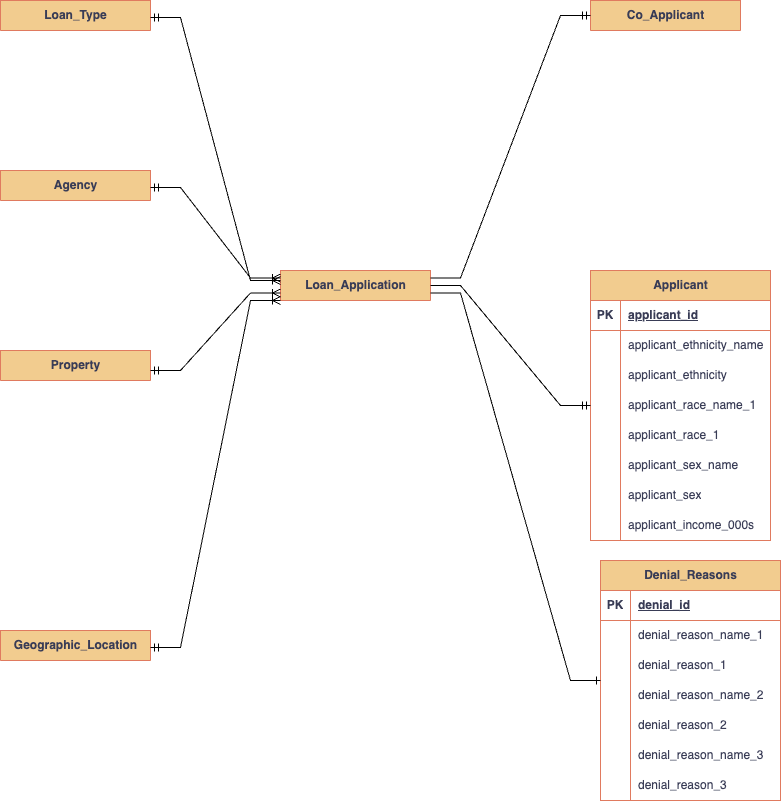 Loan_Type
Co_Applicant
Agency
Loan_Application
Property
Geographic_Location
Applicant
PK applicant_id
applicant_ethnicity_name
applicant_ethnicity
applicant_race_name_1
applicant_race_1
applicant_sex_name
applicant_sex
applicant_income_000s
Denial_Reasons
PK denial_id
denial_reason_name_1
denial_reason_1
denial_reason_name_2
denial_reason_2
denial_reason_name_3
denial_reason_3